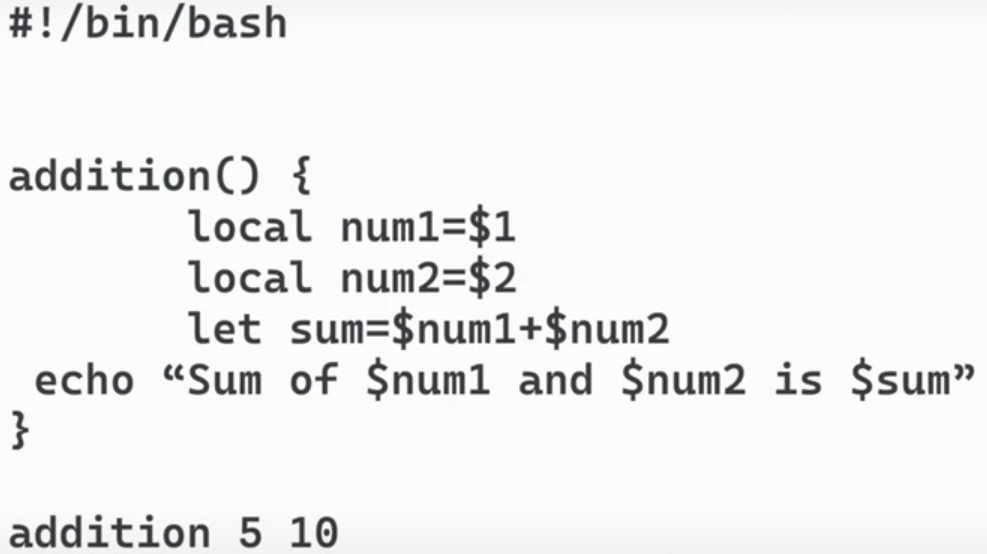 #!/bin/bash
addition() {
local num1=$1
local num2=$2
let sum=$num1+$num2
echo “Sum of $num1 and $num2 is $sum”
}
addition 5 10